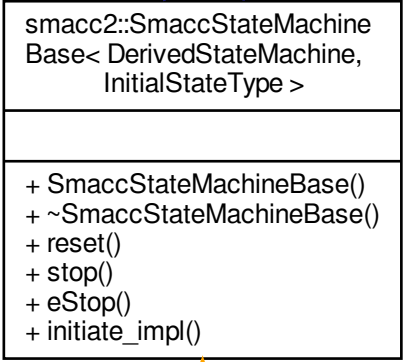 smacc2::SmaccStateMachine
Base< DerivedStateMachine,
InitialStateType >
+ SmaccStateMachineBase()
+ ~SmaccStateMachineBase()
+ reset()
+ stop()
+ eStop()
+ initiate_impl()